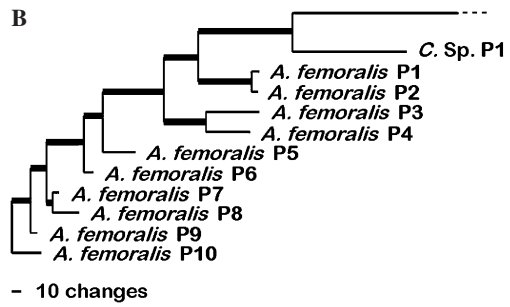 B
C. Sp. P1
A. femoralis P1
A. femoralis P2
A. femoralis P3
A. femoralis P4
A. femoralis P5
A. femoralis P6
A. femoralis P7
A. femoralis P8
A. femoralis P9
A. femoralis P10
10 changes